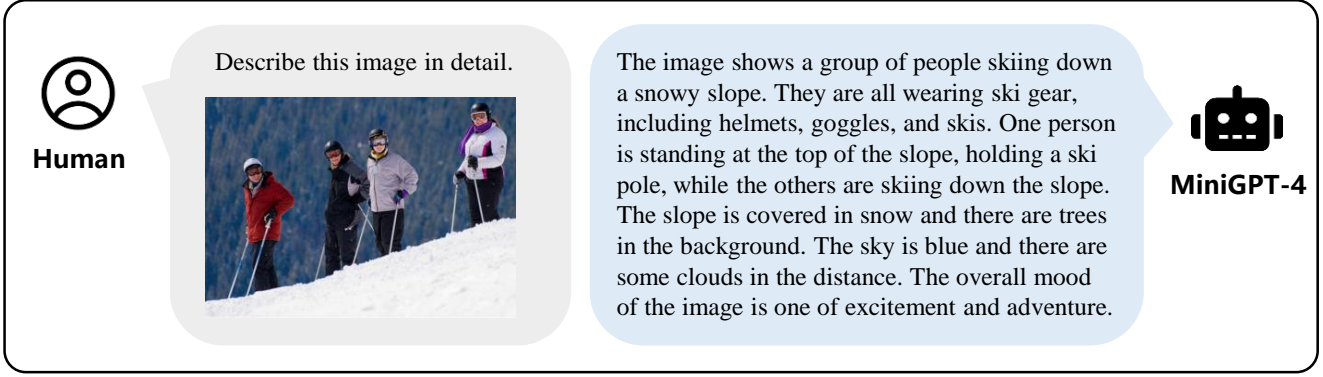 Human
Describe this image in detail.
The image shows a group of people skiing down
a snowy slope. They are all wearing ski gear,
including helmets, goggles, and skis. One person
is standing at the top of the slope, holding a ski
pole, while the others are skiing down the slope.
The slope is covered in snow and there are trees
in the background. The sky is blue and there are
some clouds in the distance. The overall mood
of the image is one of excitement and adventure.
MiniGPT-4